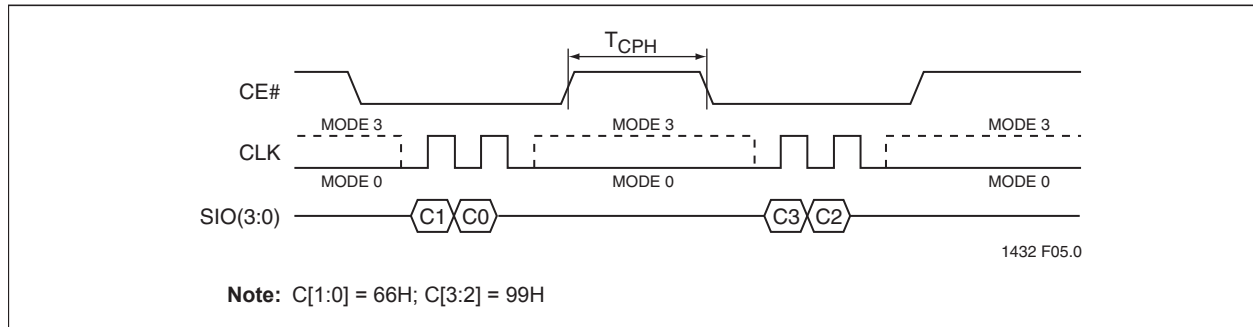 T_CPH
CE#
MODE 3 MODE 3 MODE 3
CLK
MODE 0 MODE 0 MODE 0
SIO(3:0) C1 C0 C3 C2
1432 F05.0
Note: C[1:0] = 66H; C[3:2] = 99H